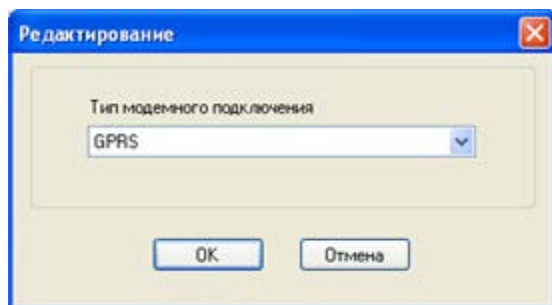 Редактирование
Тип модемного подключения
GPRS
OK
Отмена